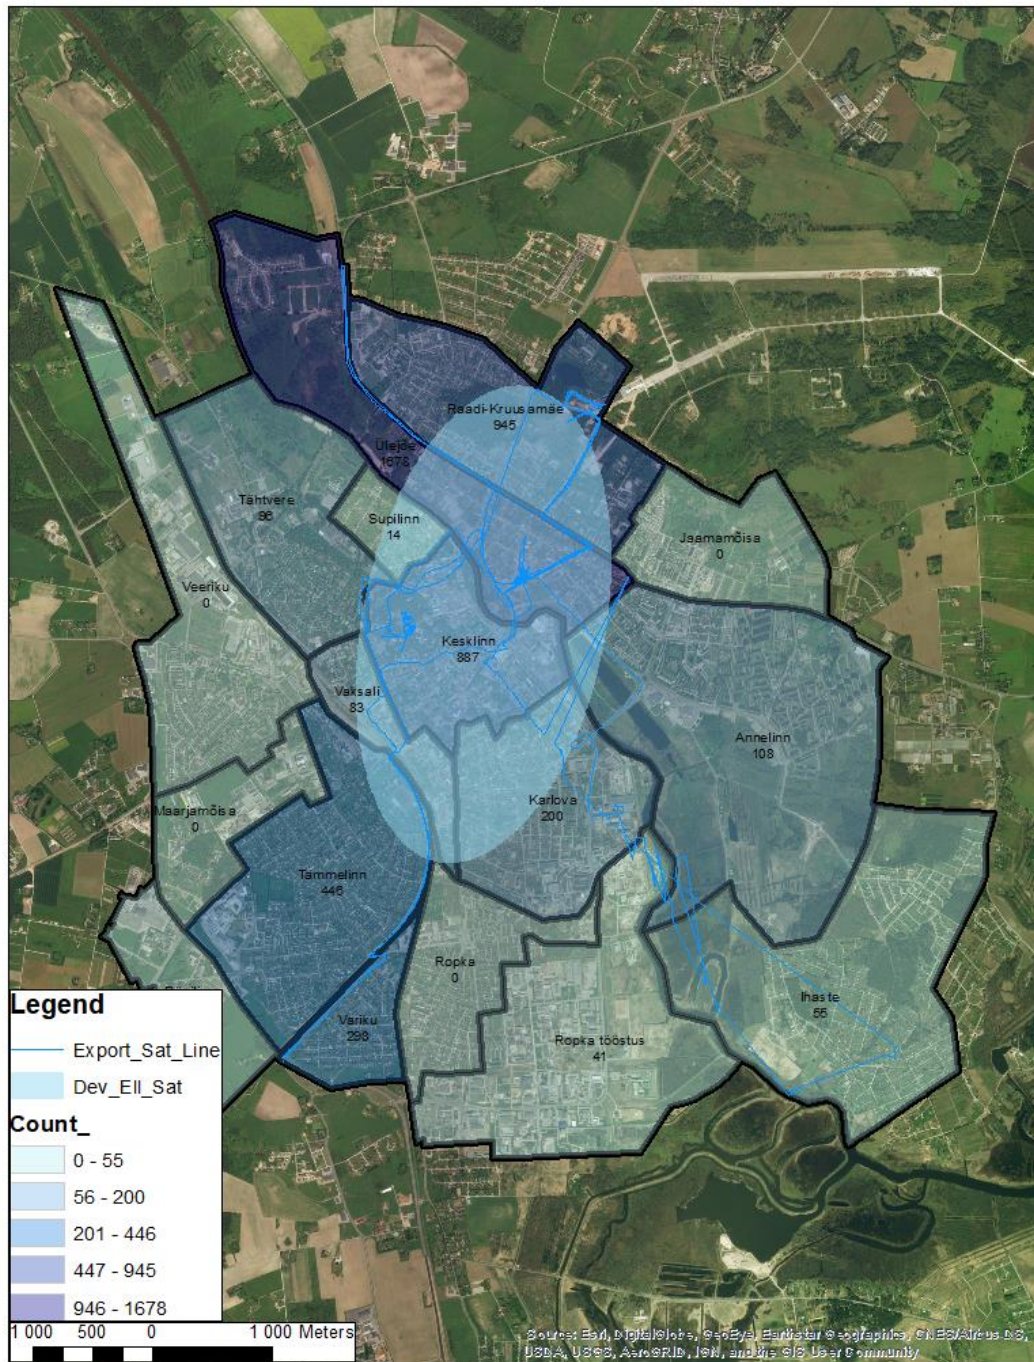 Raadi-Kruusamäe
945
Ülejõe
1678
Tähtvere
96
Supilinn
14
Jaamamõisa
0
Veeriku
0
Kesklinn
887
Vaksali
83
Annelinn
108
Maarjamõisa
0
Karlova
200
Tammelinn
446
Ropka
0
Ihaste
55
Variku
298
Ropka tööstus
41
Legend
Export_Sat_Line
Dev_Ell_Sat
Count_
0 - 55
56 - 200
201 - 446
447 - 945
946 - 1678
1 000 500 0 1 000 Meters
Source: Esri, DigitalGlobe, GeoEye, Earthstar Geographics, CNES/Airbus DS,
USDA, USGS, AeroGRID, IGN, and the GIS User Community